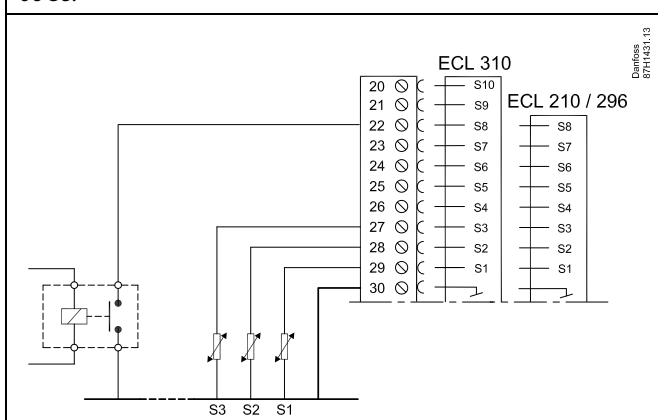 Danfoss
87H1431.13
ECL 310
ECL 210 / 296
20 S10
21 S9
22 S8 S8
23 S7 S7
24 S6 S6
25 S5 S5
26 S4 S4
27 S3 S3
28 S2 S2
29 S1 S1
30
S3 S2 S1